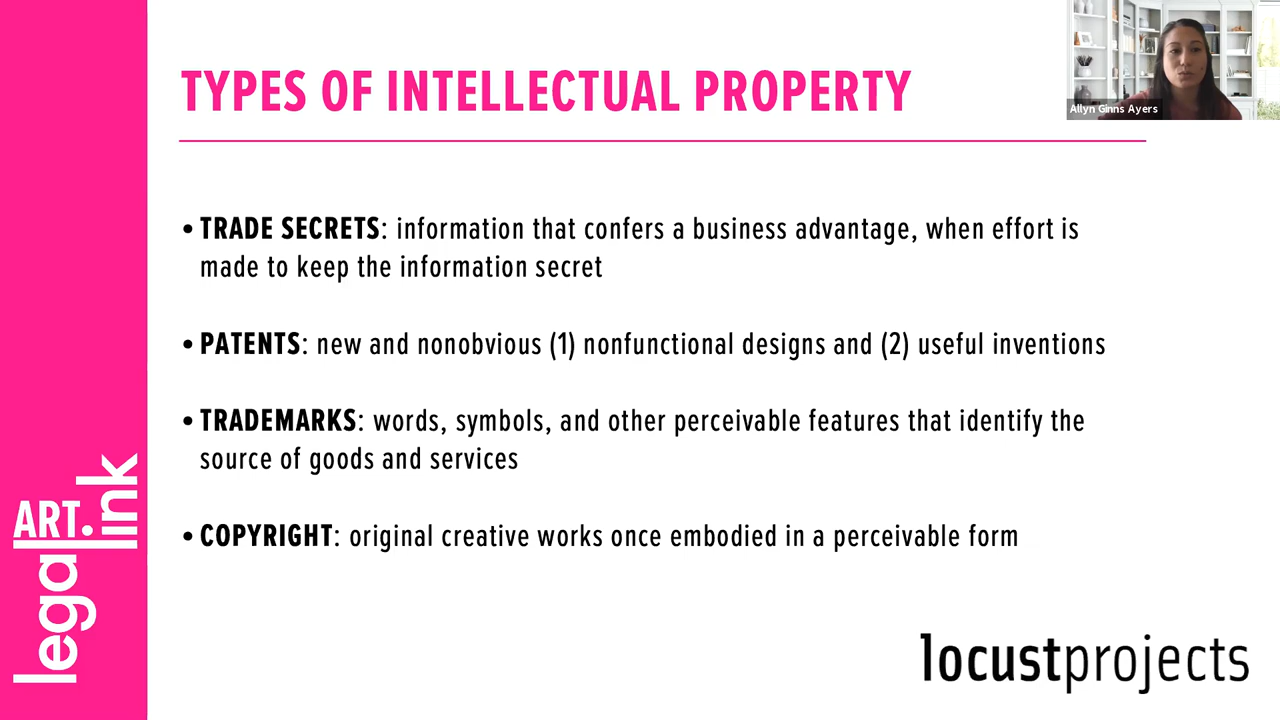 TYPES OF INTELLECTUAL PROPERTY
Allyn Ginns Ayers
• TRADE SECRETS: information that confers a business advantage, when effort is
made to keep the information secret
• PATENTS: new and nonobvious (1) nonfunctional designs and (2) useful inventions
• TRADEMARKS: words, symbols, and other perceivable features that identify the
source of goods and services
• COPYRIGHT: original creative works once embodied in a perceivable form
legal ART.link
locustprojects